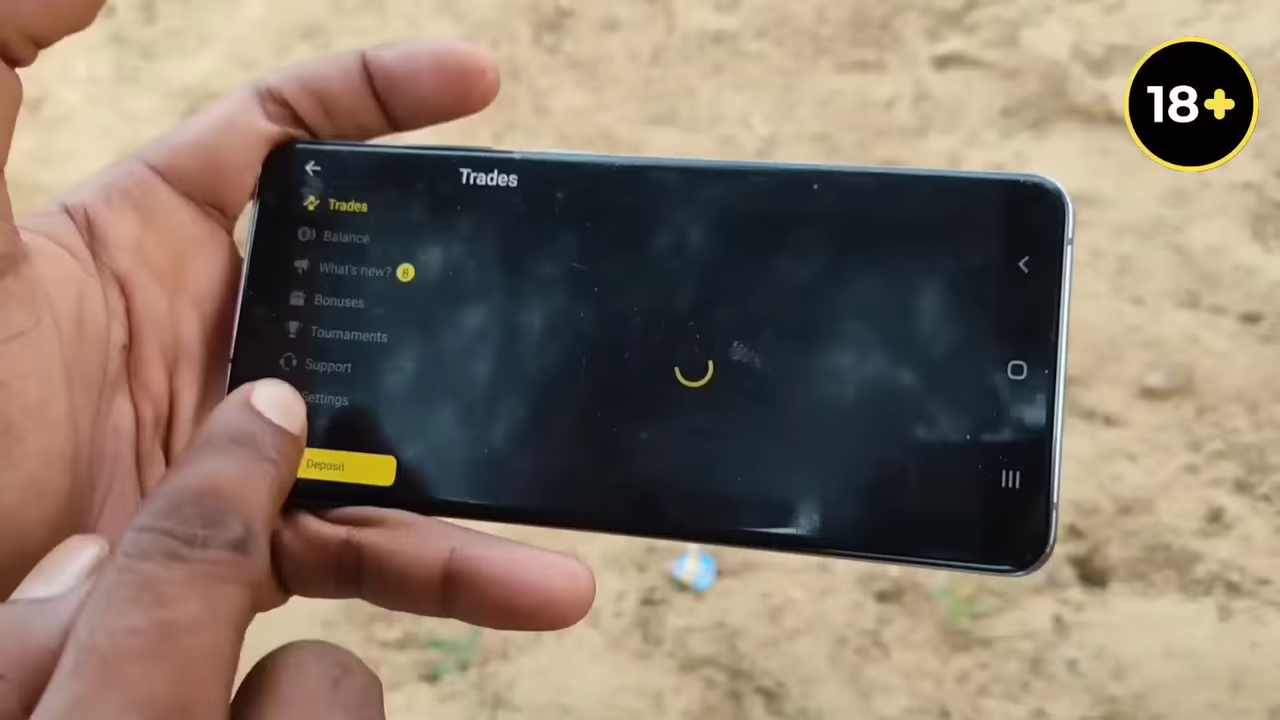 18+
Trades
Trades
Balance
What's new? 8
Bonuses
Tournaments
Support
Settings
Deposit